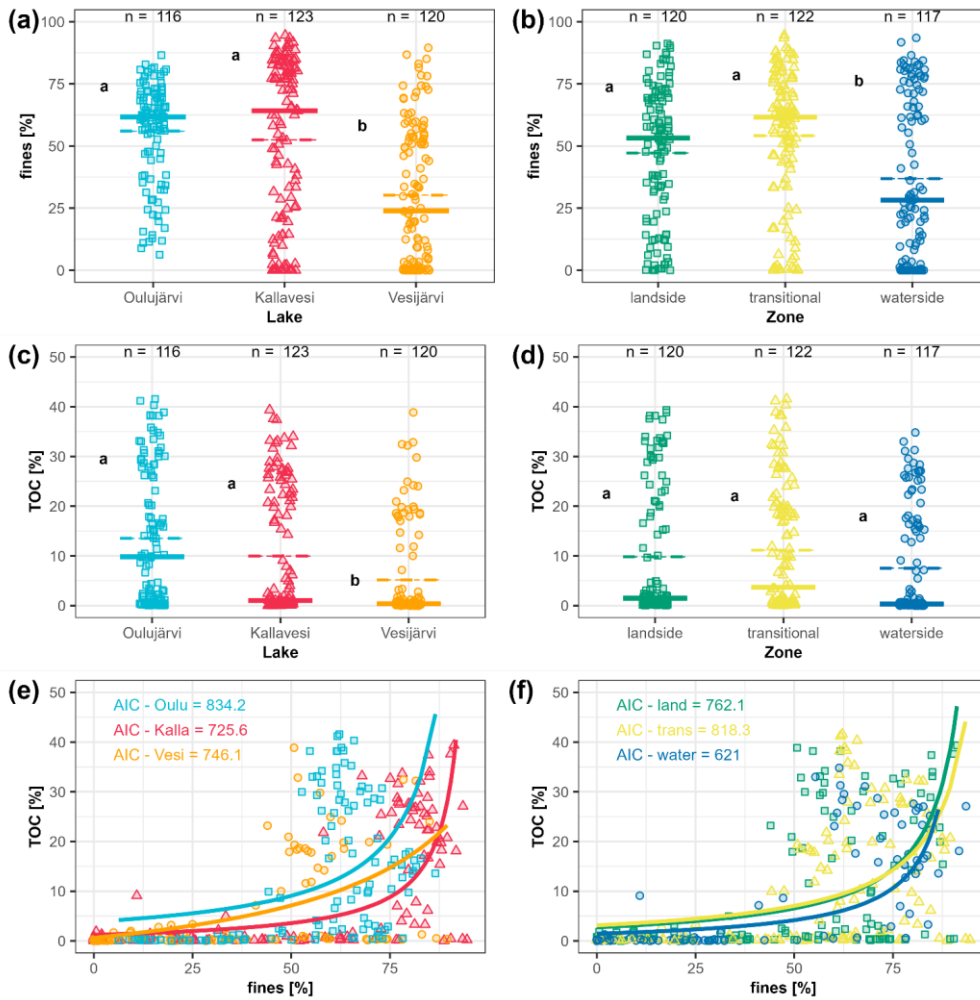 (a)
n = 116 n = 123 n = 120
100
75
50
25
0
fines [%]
a
a
b
Oulujärvi Kallavesi Vesijärvi
Lake
(b)
n = 120 n = 122 n = 117
100
75
50
25
0
fines [%]
a
a
b
landside transitional waterside
Zone
(c)
n = 116 n = 123 n = 120
50
40
30
20
10
0
TOC [%]
a
a
b
Oulujärvi Kallavesi Vesijärvi
Lake
(d)
n = 120 n = 122 n = 117
50
40
30
20
10
0
TOC [%]
a
a
a
landside transitional waterside
Zone
(e)
AIC - Oulu = 834.2
AIC - Kalla = 725.6
AIC - Vesi = 746.1
50
40
30
20
10
0
TOC [%]
0 25 50 75
fines [%]
(f)
AIC - land = 762.1
AIC - trans = 818.3
AIC - water = 621
50
40
30
20
10
0
TOC [%]
0 25 50 75
fines [%]